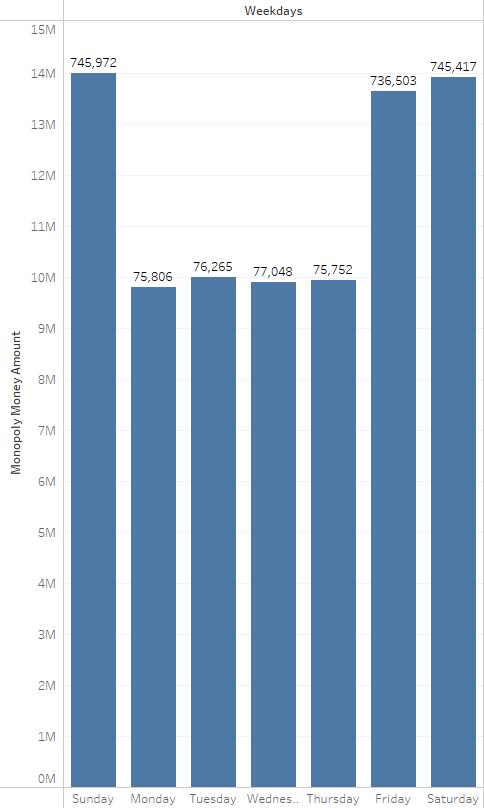 Weekdays
15M
14M
13M
12M
11M
10M
9M
8M
7M
6M
5M
4M
3M
2M
1M
0M
Monopoly Money Amount
745,972
75,806
76,265
77,048
75,752
736,503
745,417
Sunday Monday Tuesday Wednes.. Thursday Friday Saturday